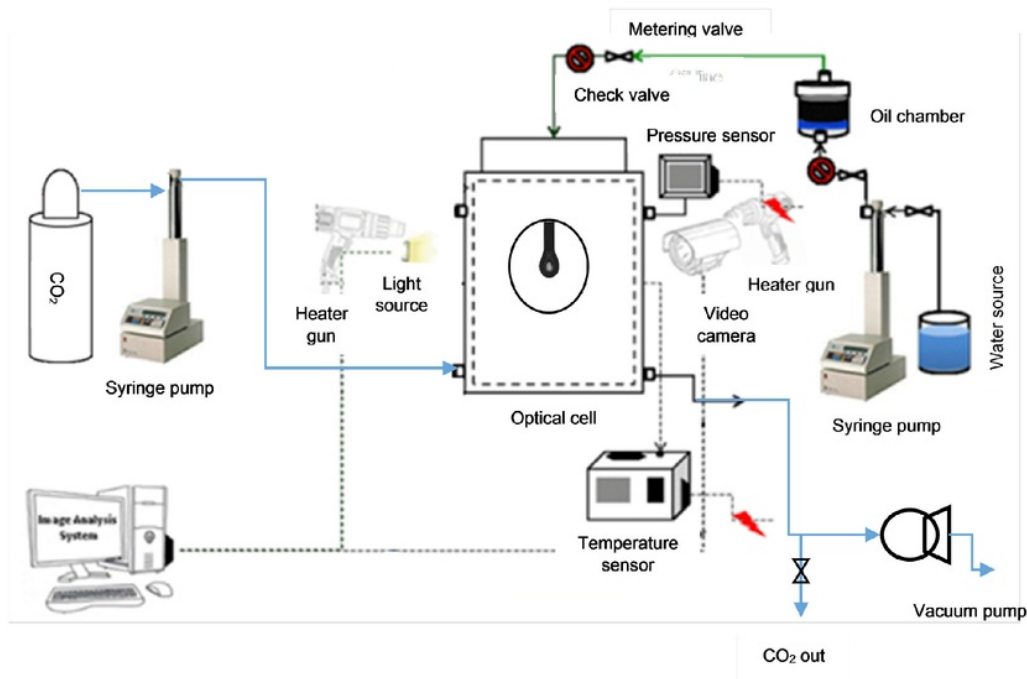 Metering valve
Check valve
Pressure sensor
Oil chamber
CO₂
Syringe pump
Heater
gun
Light
source
Heater gun
Video
camera
Water source
Optical cell
Syringe pump
Image Analysis
System
Temperature
sensor
Vacuum pump
CO₂ out